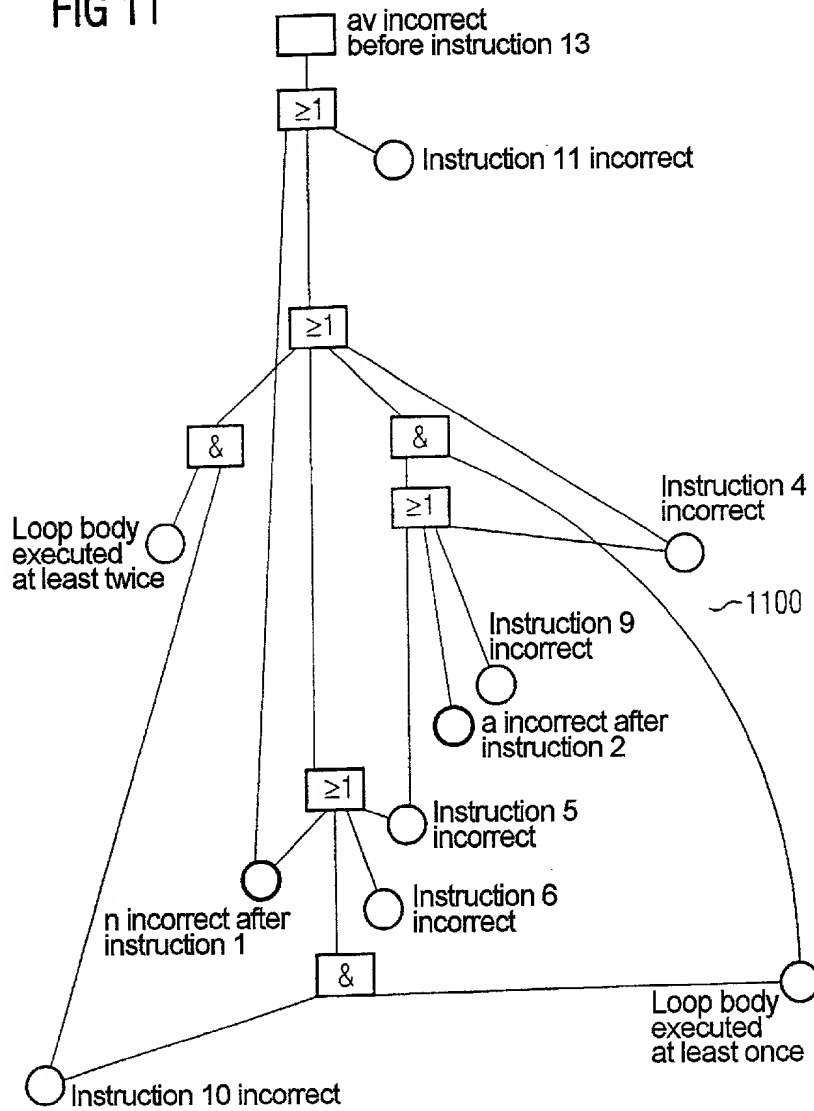 FIG 11
av incorrect
before instruction 13
≥1
Instruction 11 incorrect
≥1
&
&
≥1
Instruction 4
incorrect
Loop body
executed
at least twice
1100
Instruction 9
incorrect
a incorrect after
instruction 2
≥1
Instruction 5
incorrect
Instruction 6
incorrect
n incorrect after
instruction 1
&
Loop body
executed
at least once
Instruction 10 incorrect